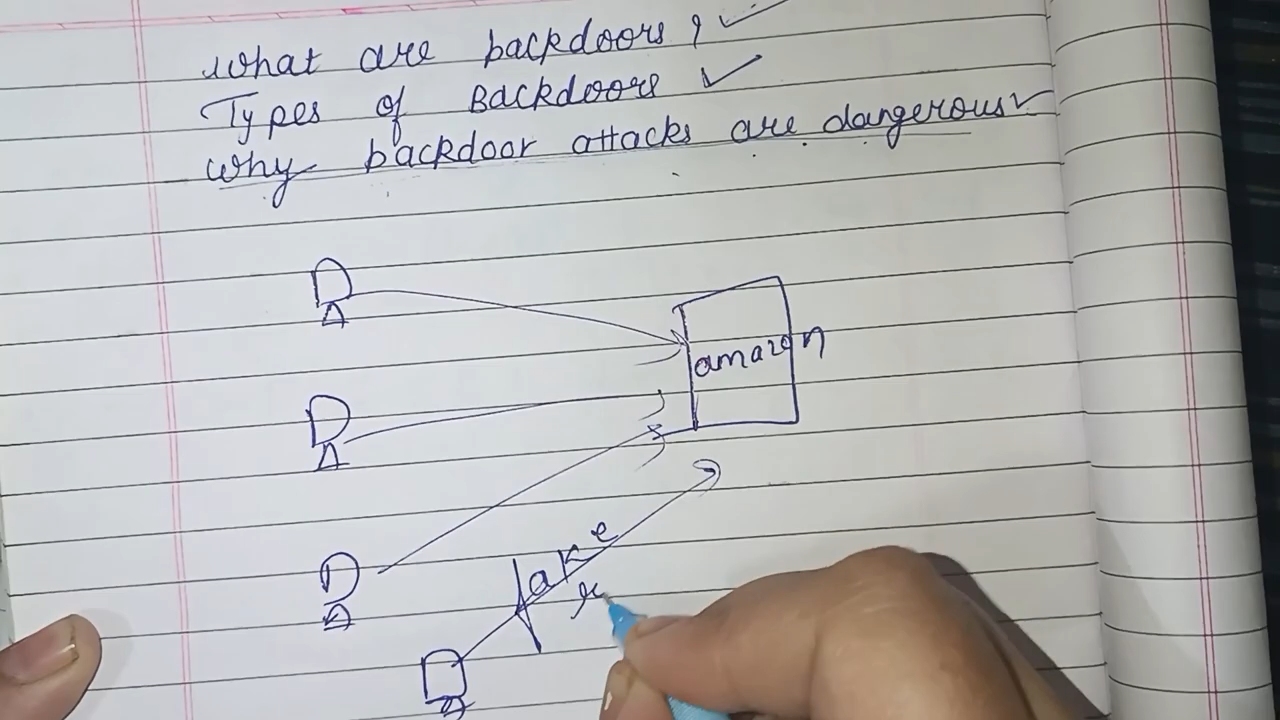 What are backdoors ?
Types of Backdoors
Why backdoor attacks are dangerous
amazon
fake